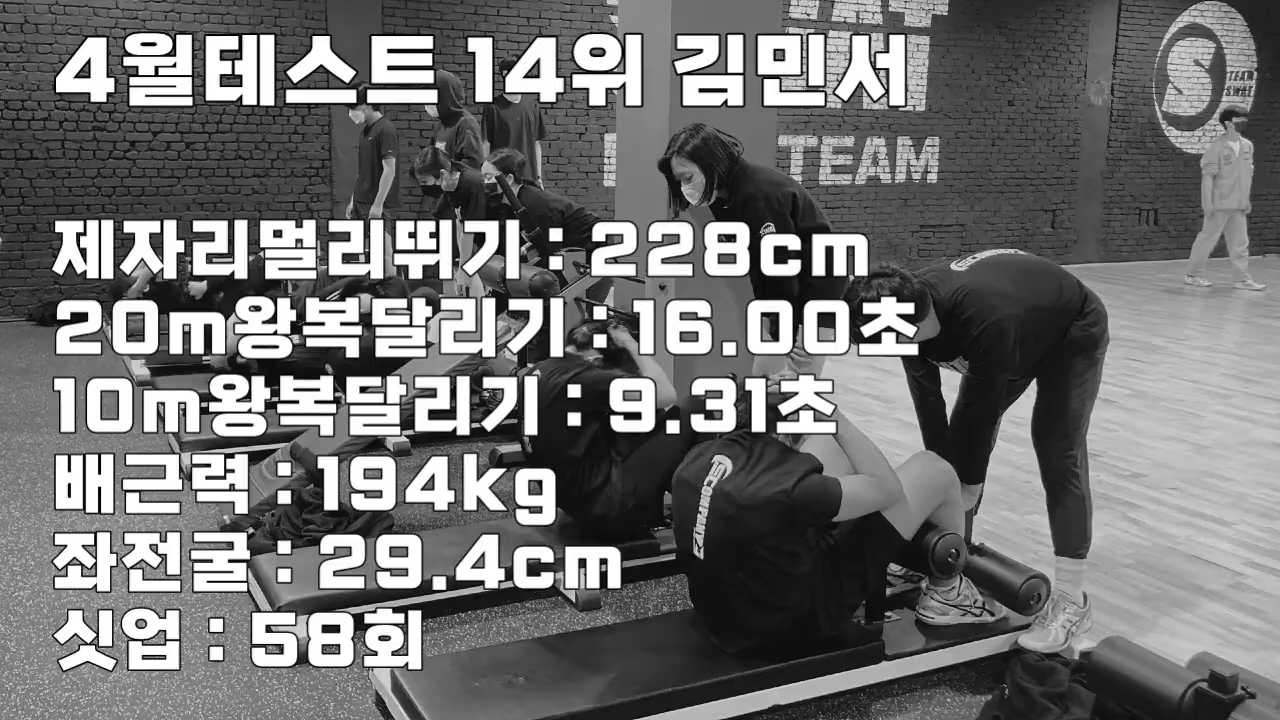 4월테스트 14위 김민서
TEAM
SWAT
TEAM
제자리멀리뛰기 : 228cm
20m왕복달리기 : 16.00초
10m왕복달리기 : 9.31초
배근력 : 194kg
좌전굴 : 29.4cm
싯업 : 58회